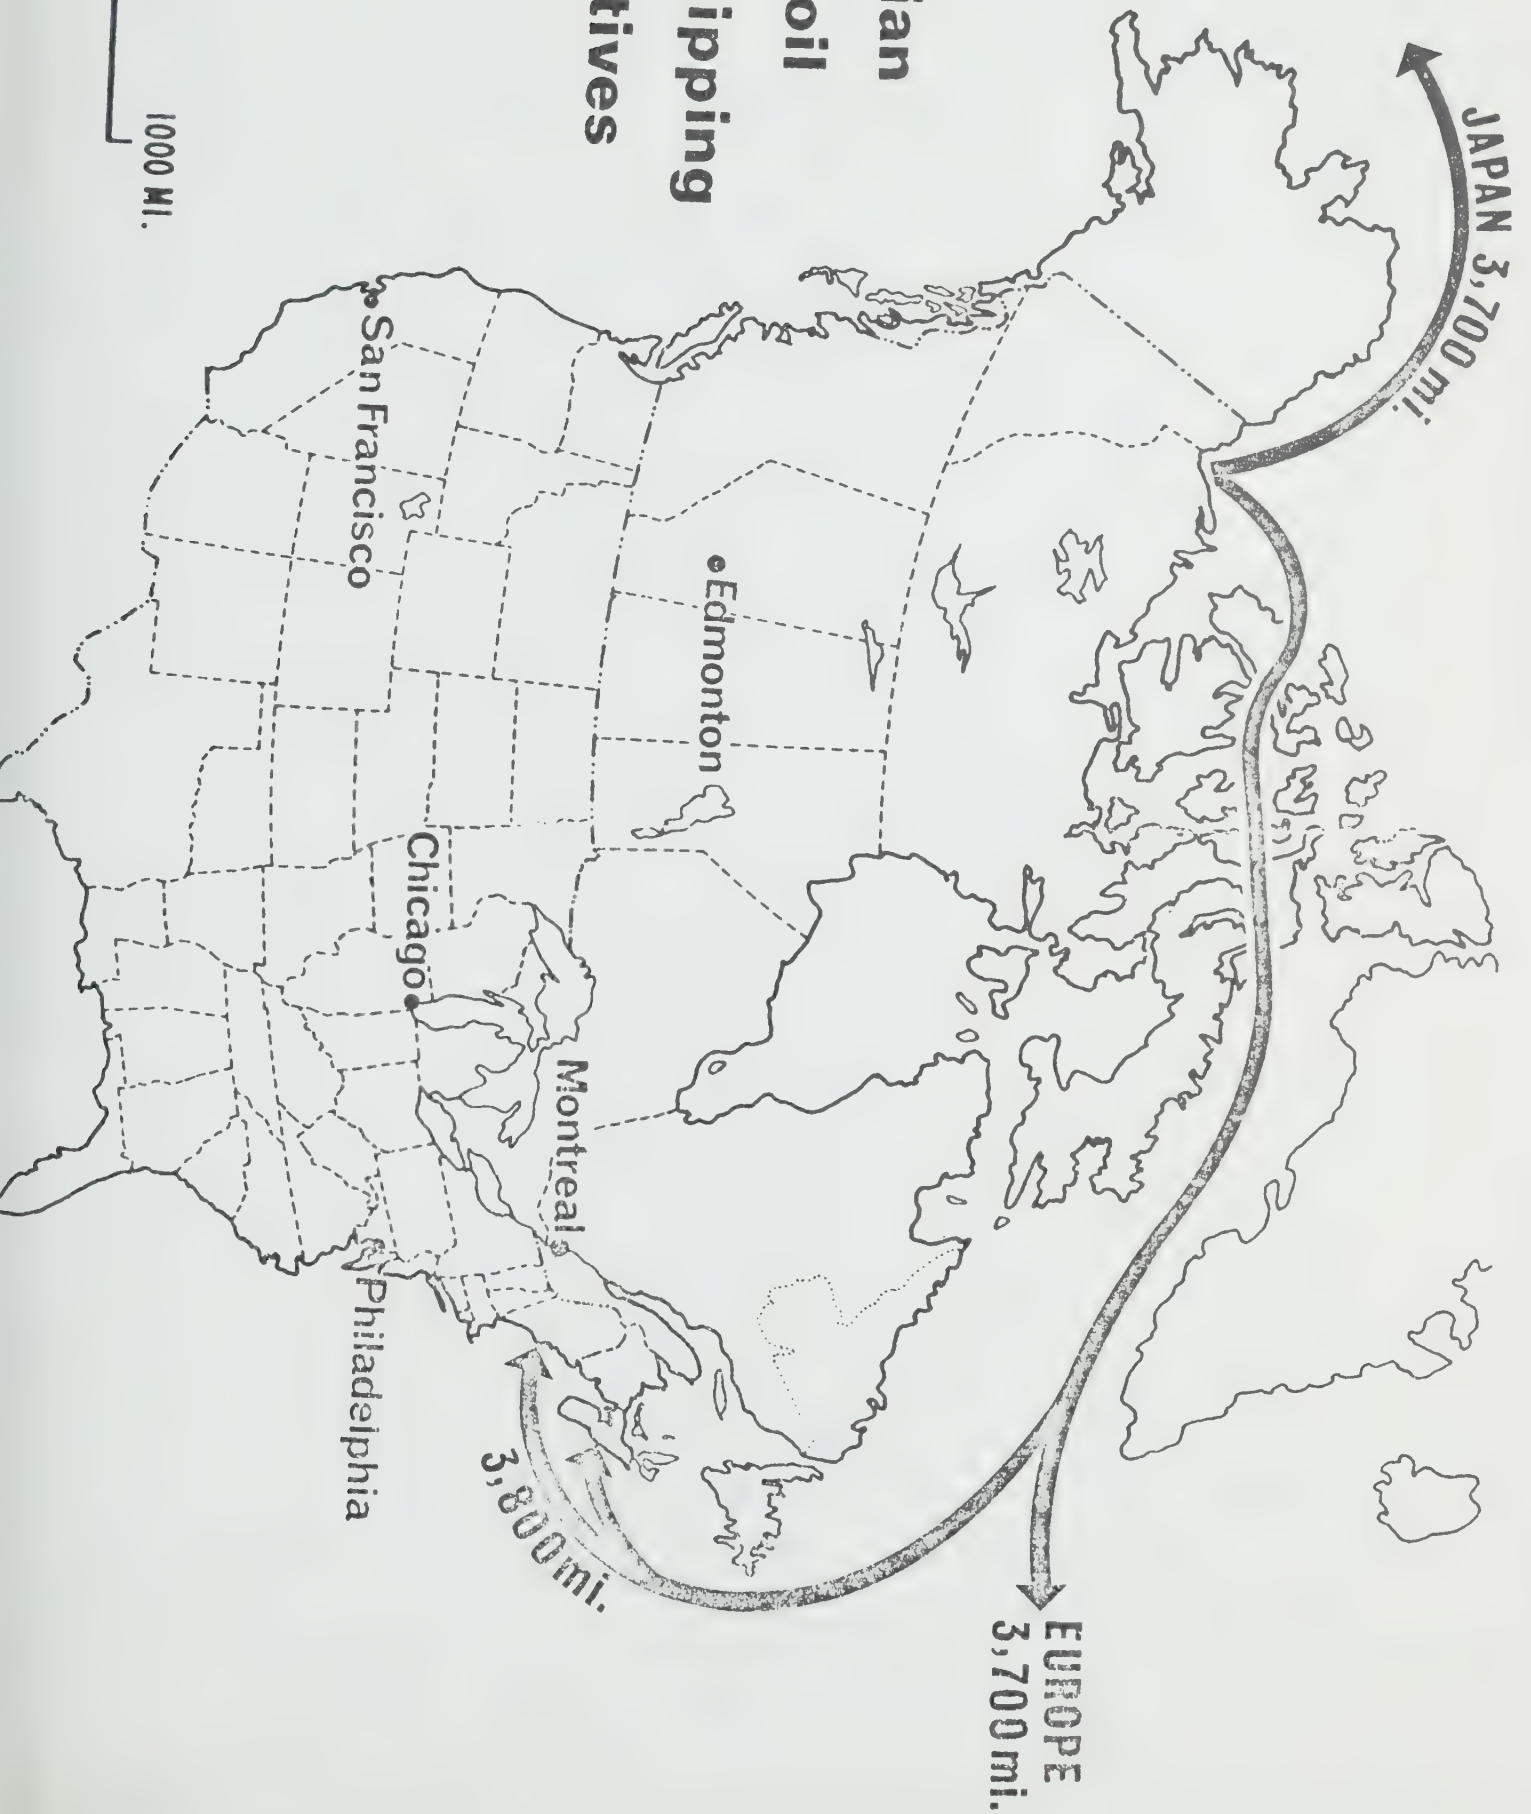 ian
oil
ipping
tives
1000 MI.
JAPAN 3,700 mi.
San Francisco
Edmonton
Chicago
Montreal
Philadelphia
3,800 mi.
EUROPE
3,700 mi.